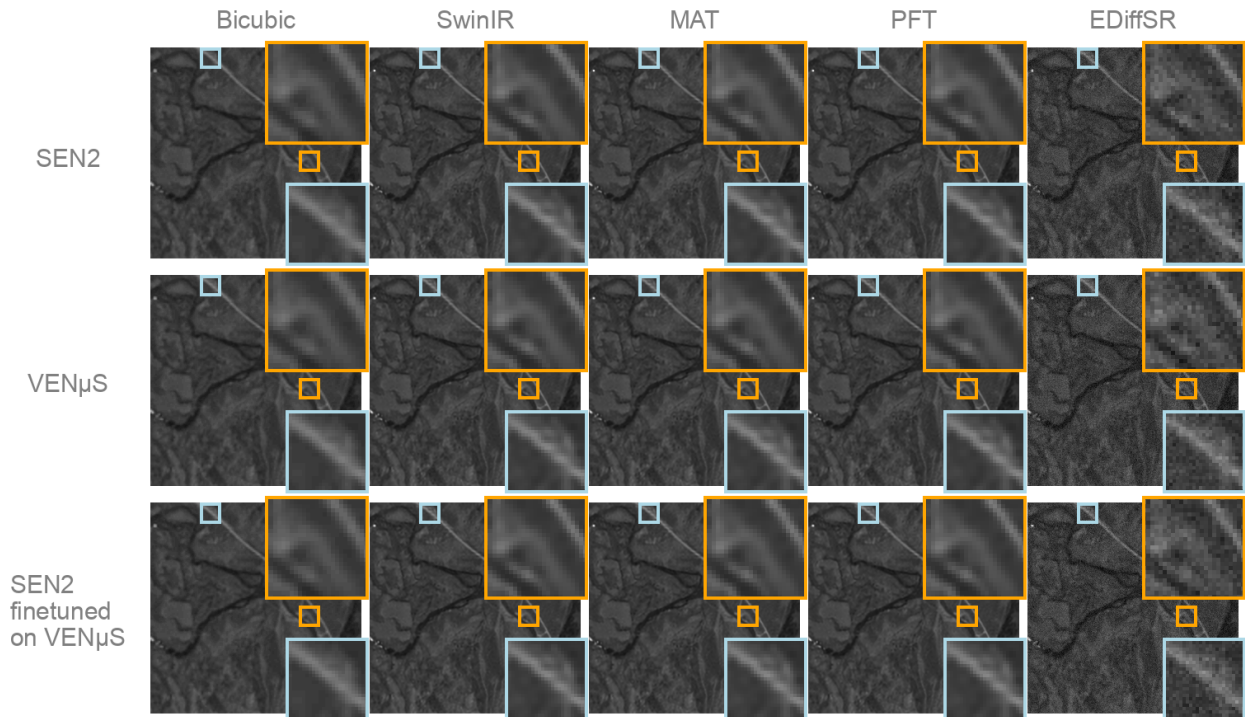 Bicubic SwinIR MAT PFT EDiffSR
SEN2
VENµS
SEN2
finetuned
on VENµS